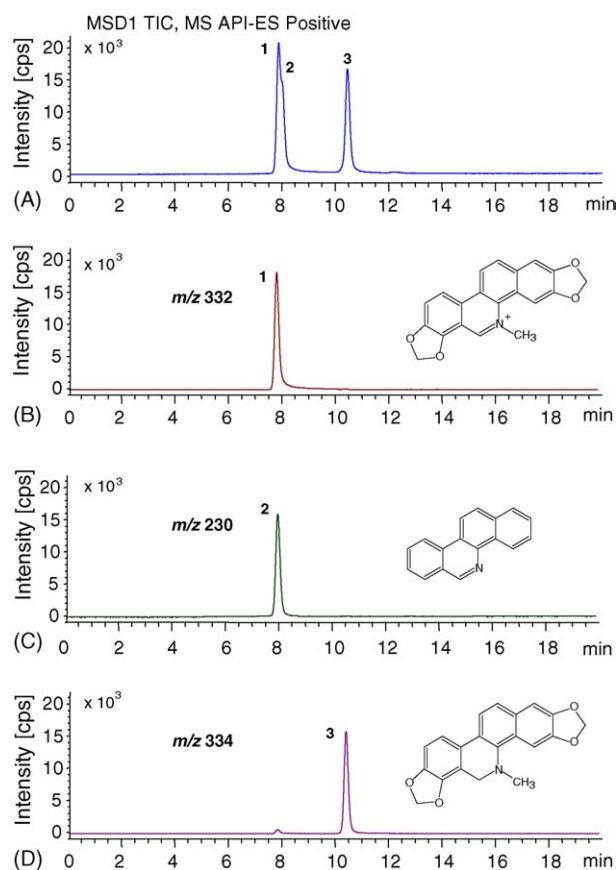 MSD1 TIC, MS API-ES Positive
x 10³
20
15
10
5
0
Intensity [cps]
1
2
3
(A)
0 2 4 6 8 10 12 14 16 18 min
x 10³
20
15
10
5
0
Intensity [cps]
m/z 332
1
O
O
N+
CH₃
O
O
(B)
0 2 4 6 8 10 12 14 16 18 min
x 10³
20
15
10
5
0
Intensity [cps]
m/z 230
2
N
(C)
0 2 4 6 8 10 12 14 16 18 min
x 10³
20
15
10
5
0
Intensity [cps]
m/z 334
3
O
O
N
CH₃
O
O
(D)
0 2 4 6 8 10 12 14 16 18 min